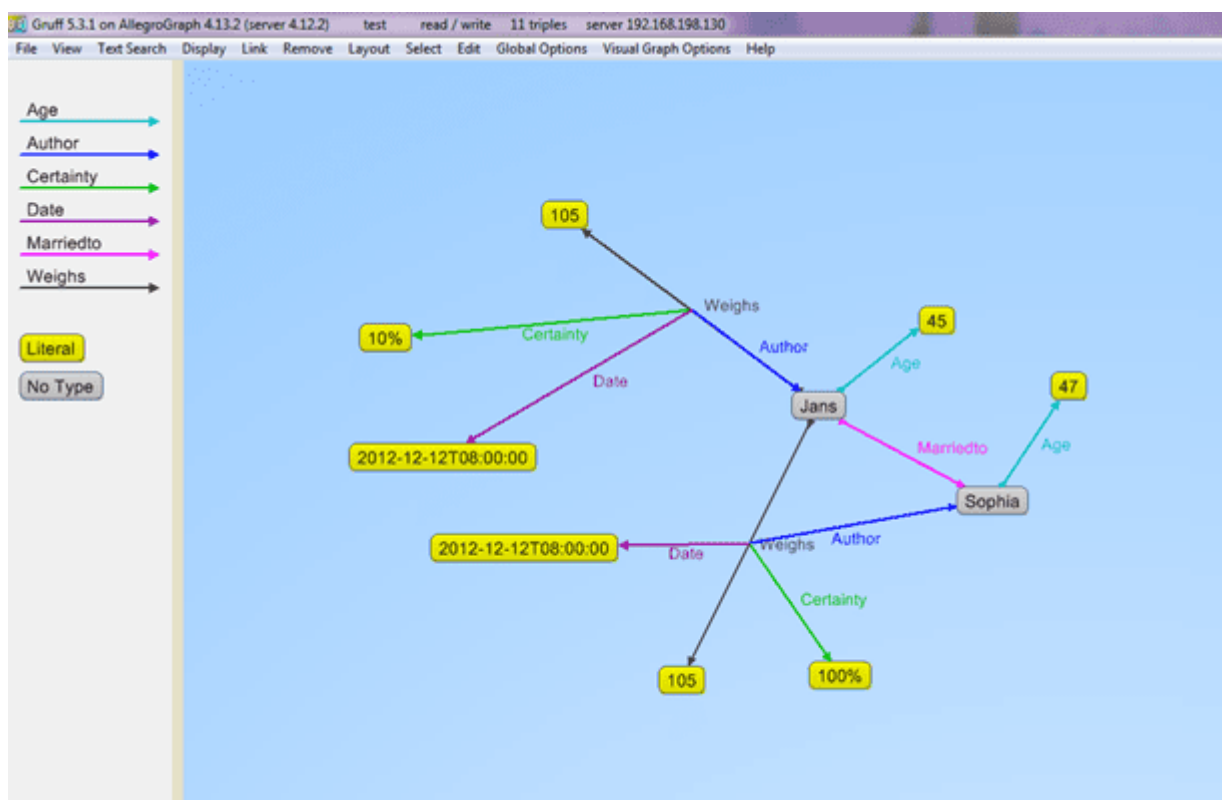 Gruff 5.3.1 on AllegroGraph 4.13.2 (server 4.12.2) test read / write 11 triples server 192.168.198.130
File View Text Search Display Link Remove Layout Select Edit Global Options Visual Graph Options Help
Age
Author
Certainty
Date
Marriedto
Weighs
Literal
No Type
105
Weighs
45
10%
Certainty
Author
Age
Date
47
Jans
2012-12-12T08:00:00
Marriedto
Age
Sophia
2012-12-12T08:00:00
Date
Weighs
Author
Certainty
105
100%